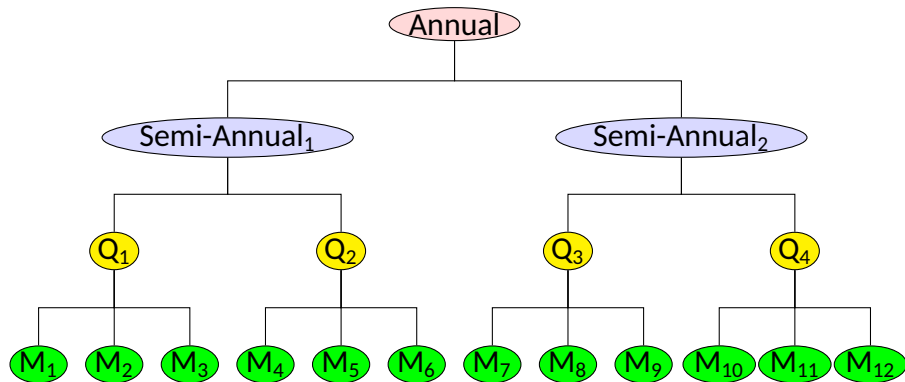 Annual
Semi-Annual₁ Semi-Annual₂
Q₁ Q₂ Q₃ Q₄
M₁ M₂ M₃ M₄ M₅ M₆ M₇ M₈ M₉ M₁₀ M₁₁ M₁₂